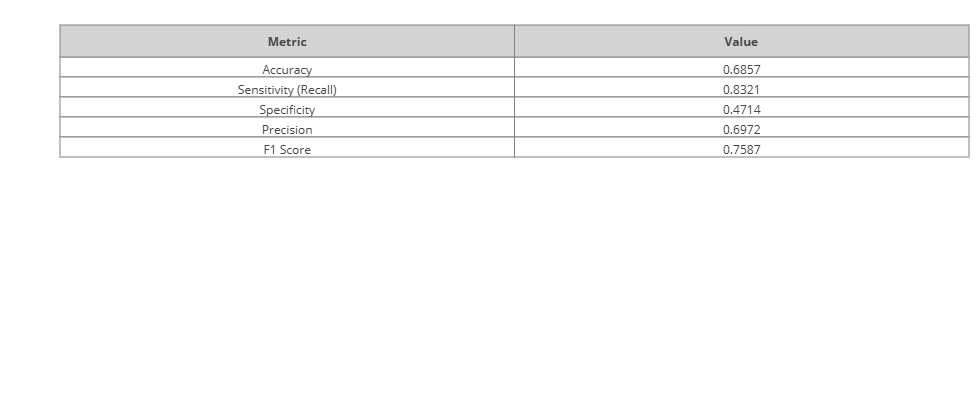 Metric Value
Accuracy 0.6857
Sensitivity (Recall) 0.8321
Specificity 0.4714
Precision 0.6972
F1 Score 0.7587